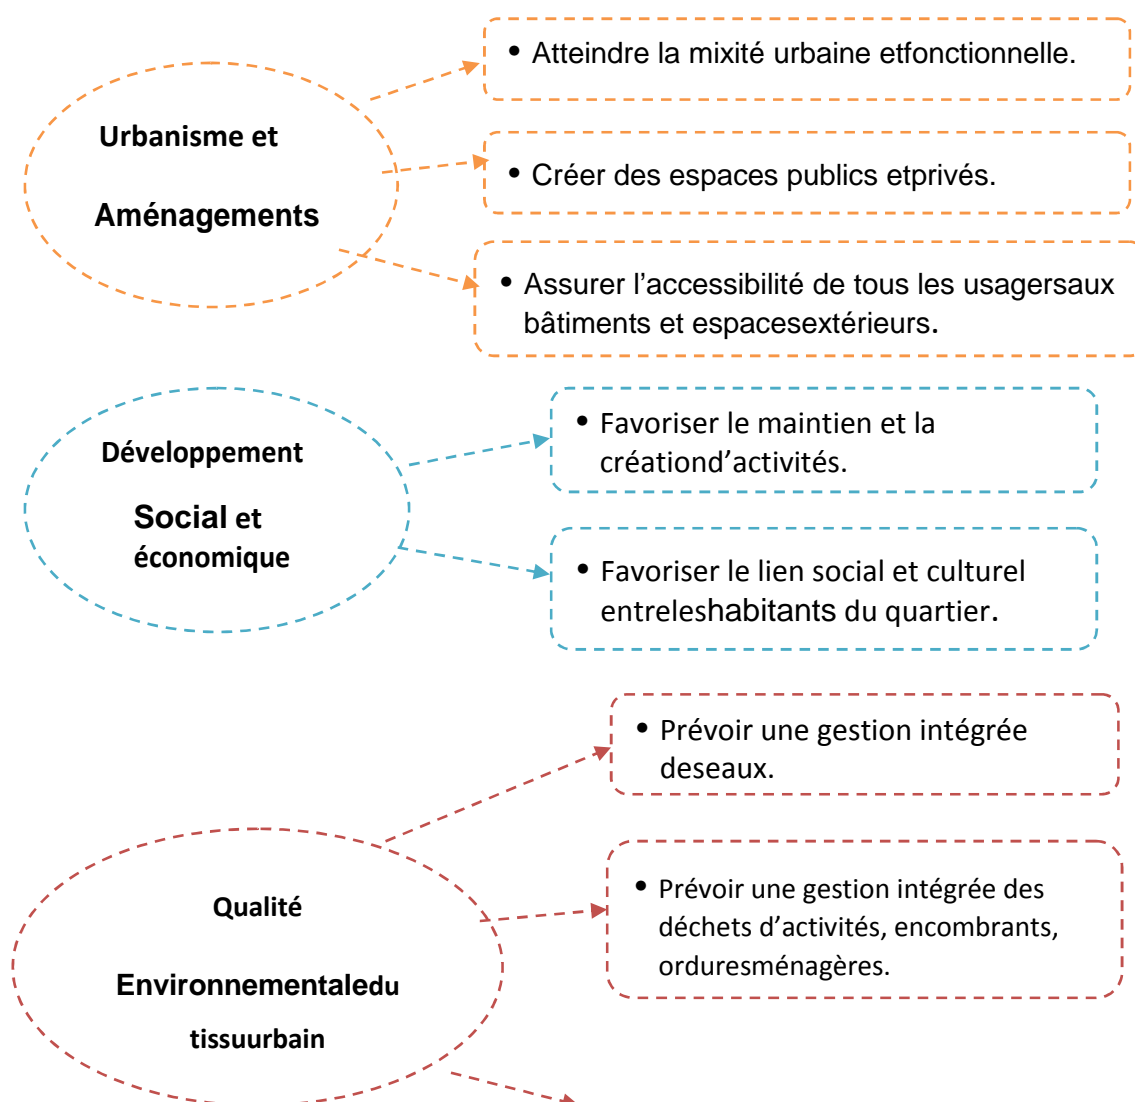 Urbanisme et
Aménagements
• Atteindre la mixité urbaine etfonctionnelle.
• Créer des espaces publics etprivés.
• Assurer l’accessibilité de tous les usagersaux
bâtiments et espacesextérieurs.
Développement
Social et
économique
• Favoriser le maintien et la
créationd’activités.
• Favoriser le lien social et culturel
entreleshabitants du quartier.
Qualité
Environnementaledu
tissuurbain
• Prévoir une gestion intégrée
deseaux.
• Prévoir une gestion intégrée des
déchets d’activités, encombrants,
orduresménagères.